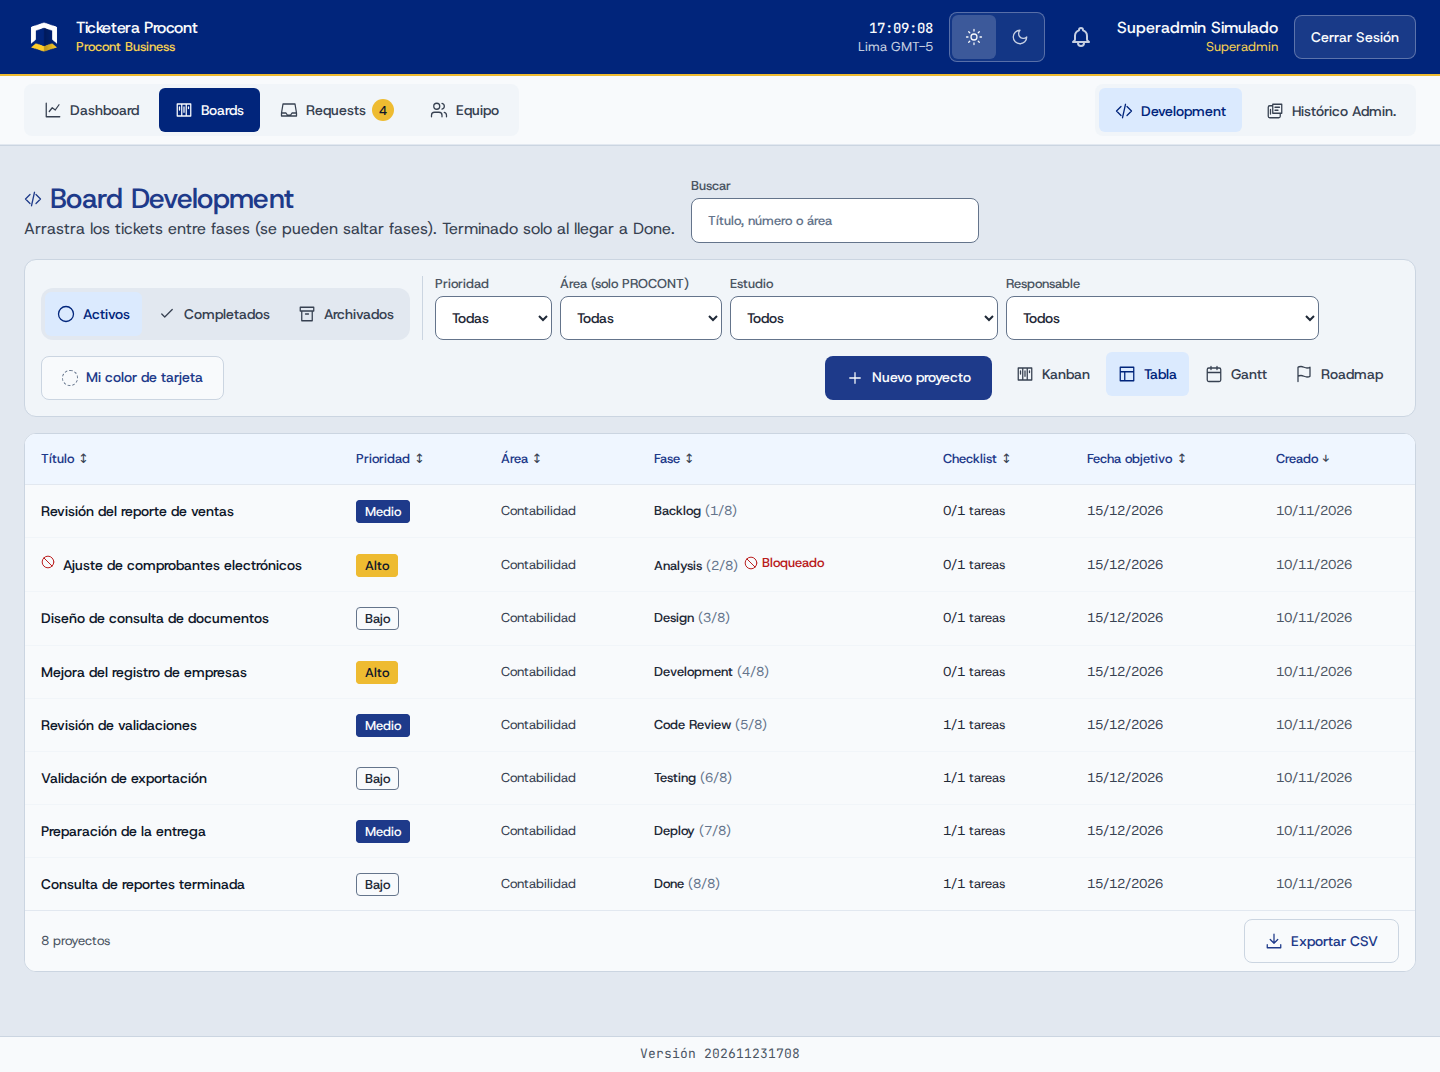 Ticketera Procont
Procont Business
17:09:08
Lima GMT-5
Superadmin Simulado
Superadmin
Cerrar Sesión
Dashboard
Boards
Requests 4
Equipo
Development
Histórico Admin.
Board Development
Arrastra los tickets entre fases (se pueden saltar fases). Terminado solo al llegar a Done.
Buscar
Título, número o área
Activos
Completados
Archivados
Prioridad
Todas
Área (solo PROCONT)
Todas
Estudio
Todos
Responsable
Todos
Mi color de tarjeta
Nuevo proyecto
Kanban
Tabla
Gantt
Roadmap
Título ↕ Prioridad ↕ Área ↕ Fase ↕ Checklist ↕ Fecha objetivo ↕ Creado ↓
Revisión del reporte de ventas Medio Contabilidad Backlog (1/8) 0/1 tareas 15/12/2026 10/11/2026
Ajuste de comprobantes electrónicos Alto Contabilidad Analysis (2/8) Bloqueado 0/1 tareas 15/12/2026 10/11/2026
Diseño de consulta de documentos Bajo Contabilidad Design (3/8) 0/1 tareas 15/12/2026 10/11/2026
Mejora del registro de empresas Alto Contabilidad Development (4/8) 0/1 tareas 15/12/2026 10/11/2026
Revisión de validaciones Medio Contabilidad Code Review (5/8) 1/1 tareas 15/12/2026 10/11/2026
Validación de exportación Bajo Contabilidad Testing (6/8) 1/1 tareas 15/12/2026 10/11/2026
Preparación de la entrega Medio Contabilidad Deploy (7/8) 1/1 tareas 15/12/2026 10/11/2026
Consulta de reportes terminada Bajo Contabilidad Done (8/8) 1/1 tareas 15/12/2026 10/11/2026
8 proyectos
Exportar CSV
Versión 202611231708